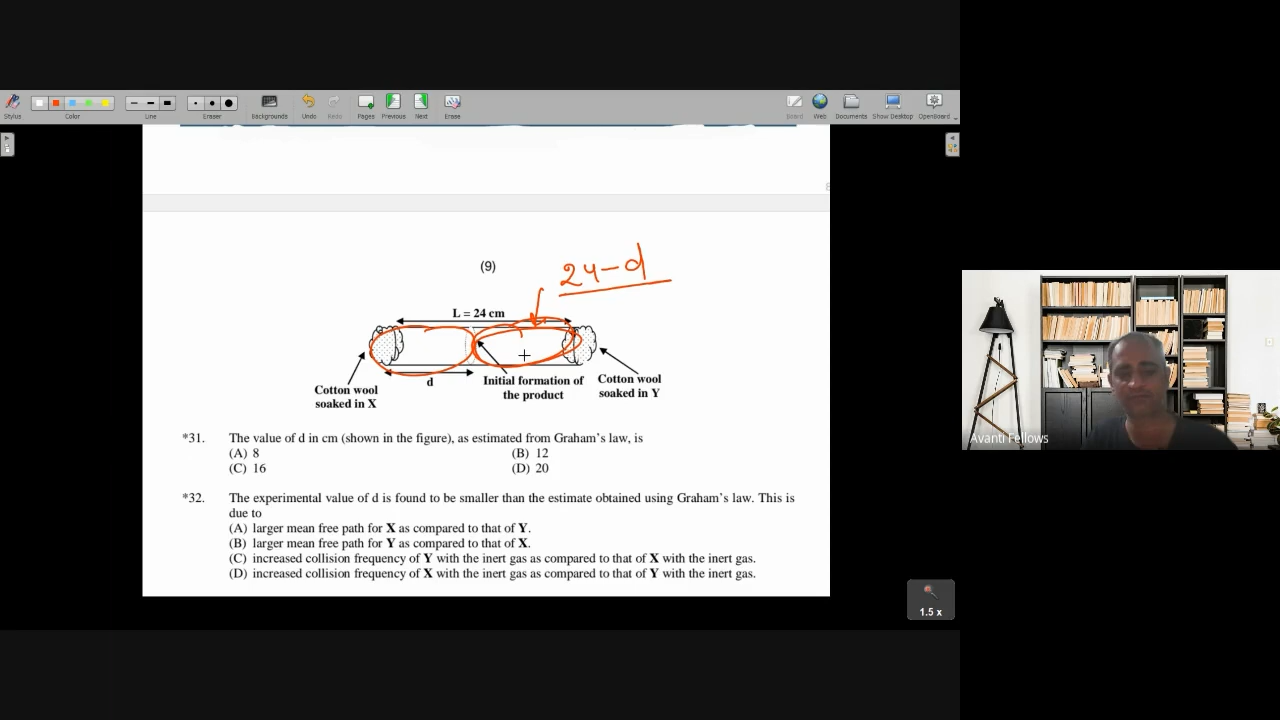 Stylus
Color
Line
Eraser
Backgrounds
Undo
Redo
Pages
Previous
Next
Erase
Board
Web
Documents
Show Desktop
OpenBoard
(9)
24-d
L = 24 cm
d
Initial formation of
the product
Cotton wool
soaked in X
Cotton wool
soaked in Y
*31. The value of d in cm (shown in the figure), as estimated from Graham's law, is
(A) 8 (B) 12
(C) 16 (D) 20
*32. The experimental value of d is found to be smaller than the estimate obtained using Graham's law. This is
due to
(A) larger mean free path for X as compared to that of Y.
(B) larger mean free path for Y as compared to that of X.
(C) increased collision frequency of Y with the inert gas as compared to that of X with the inert gas.
(D) increased collision frequency of X with the inert gas as compared to that of Y with the inert gas.
1.5 x
Avanti Fellows